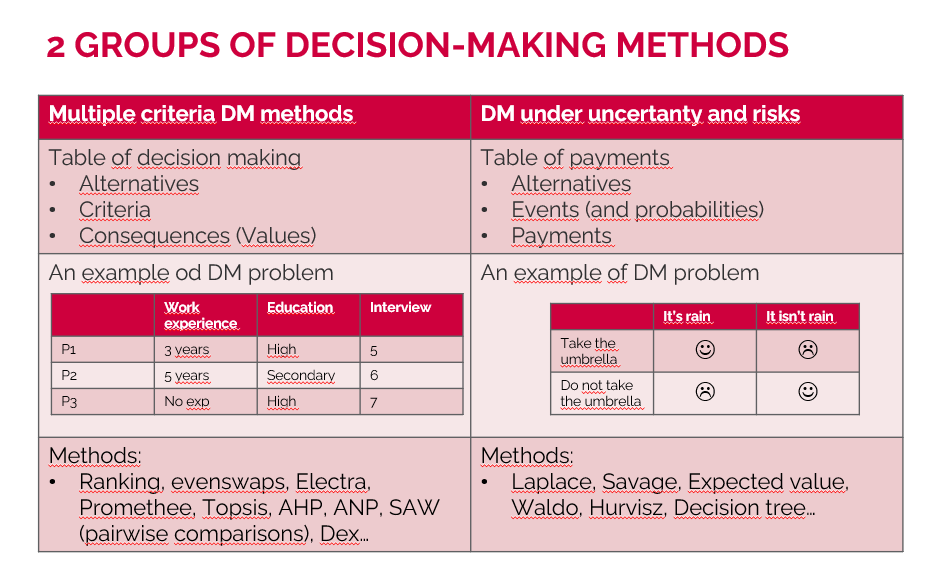 2 GROUPS OF DECISION-MAKING METHODS
Multiple criteria DM methods
DM under uncertanty and risks
Table of decision making
• Alternatives
• Criteria
• Consequences (Values)
Table of payments
• Alternatives
• Events (and probabilities)
• Payments
An example od DM problem
Work
experience
Education
Interview
P1 3 years High 5
P2 5 years Secondary 6
P3 No exp High 7
An example of DM problem
It's rain
It isn't rain
Take the
umbrella
☺ ☹
Do not take
the umbrella
☹ ☺
Methods:
• Ranking, evenswaps, Electra,
Promethee, Topsis, AHP, ANP, SAW
(pairwise comparisons), Dex…
Methods:
• Laplace, Savage, Expected value,
Waldo, Hurvisz, Decision tree…